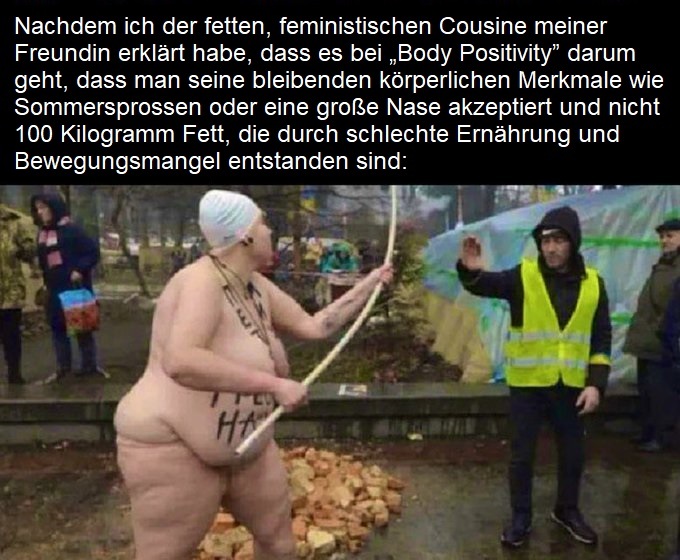 Nachdem ich der fetten, feministischen Cousine meiner
Freundin erklärt habe, dass es bei „Body Positivity” darum
geht, dass man seine bleibenden körperlichen Merkmale wie
Sommersprossen oder eine große Nase akzeptiert und nicht
100 Kilogramm Fett, die durch schlechte Ernährung und
Bewegungsmangel entstanden sind: